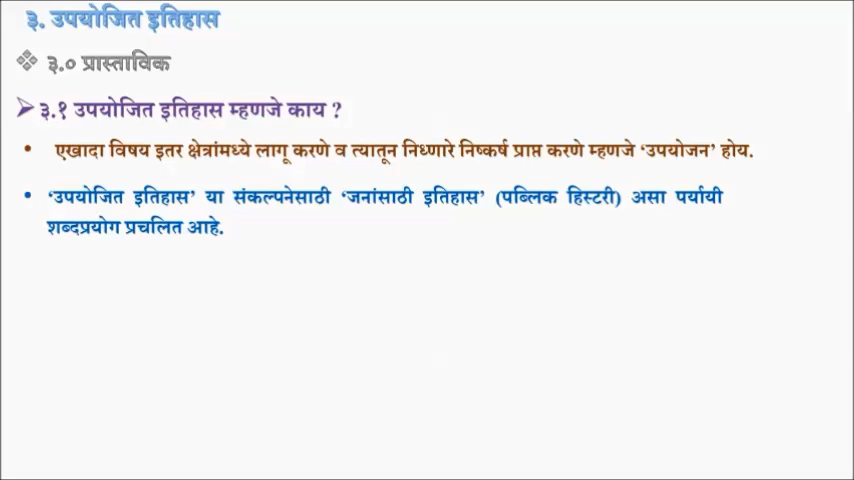 ३. उपयोजित इतिहास
३.० प्रास्ताविक
३.१ उपयोजित इतिहास म्हणजे काय ?
• एखादा विषय इतर क्षेत्रांमध्ये लागू करणे व त्यातून निध्णारे निष्कर्ष प्राप्त करणे म्हणजे ‘उपयोजन’ होय.
• ‘उपयोजित इतिहास’ या संकल्पनेसाठी ‘जनांसाठी इतिहास’ (पब्लिक हिस्टरी) असा पर्यायी
शब्दप्रयोग प्रचलित आहे.